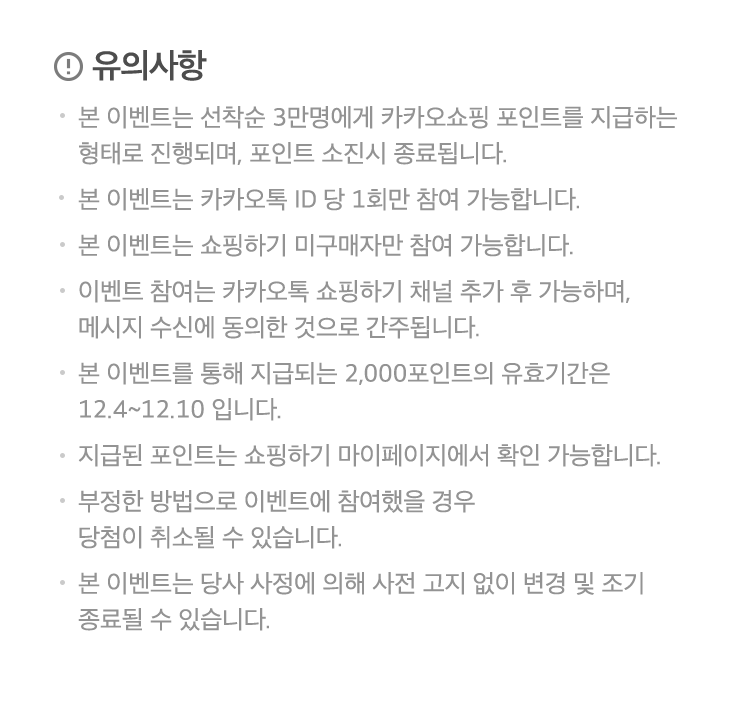 유의사항
• 본 이벤트는 선착순 3만명에게 카카오쇼핑 포인트를 지급하는
형태로 진행되며, 포인트 소진시 종료됩니다.
• 본 이벤트는 카카오톡 ID 당 1회만 참여 가능합니다.
• 본 이벤트는 쇼핑하기 미구매자만 참여 가능합니다.
• 이벤트 참여는 카카오톡 쇼핑하기 채널 추가 후 가능하며,
메시지 수신에 동의한 것으로 간주됩니다.
• 본 이벤트를 통해 지급되는 2,000포인트의 유효기간은
12.4~12.10 입니다.
• 지급된 포인트는 쇼핑하기 마이페이지에서 확인 가능합니다.
• 부정한 방법으로 이벤트에 참여했을 경우
당첨이 취소될 수 있습니다.
• 본 이벤트는 당사 사정에 의해 사전 고지 없이 변경 및 조기
종료될 수 있습니다.